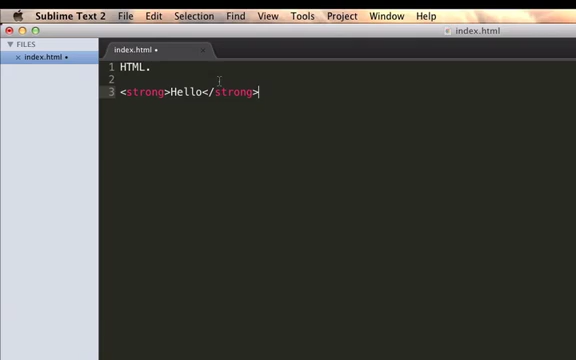 Sublime Text 2 File Edit Selection Find View Goto Tools Project Window Help
index.html
FILES
index.html
index.html
1 HTML.
2
3 <strong>Hello</strong>